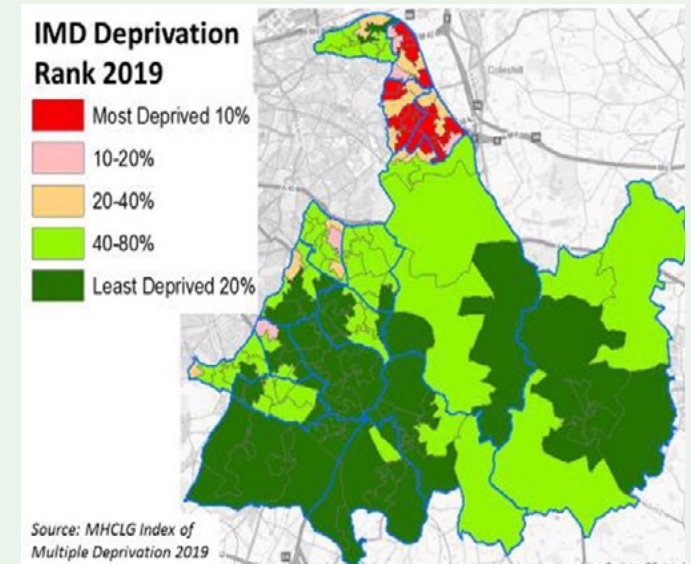 IMD Deprivation
Rank 2019
Most Deprived 10%
10-20%
20-40%
40-80%
Least Deprived 20%
Coleshill
Source: MHCLG Index of
Multiple Deprivation 2019